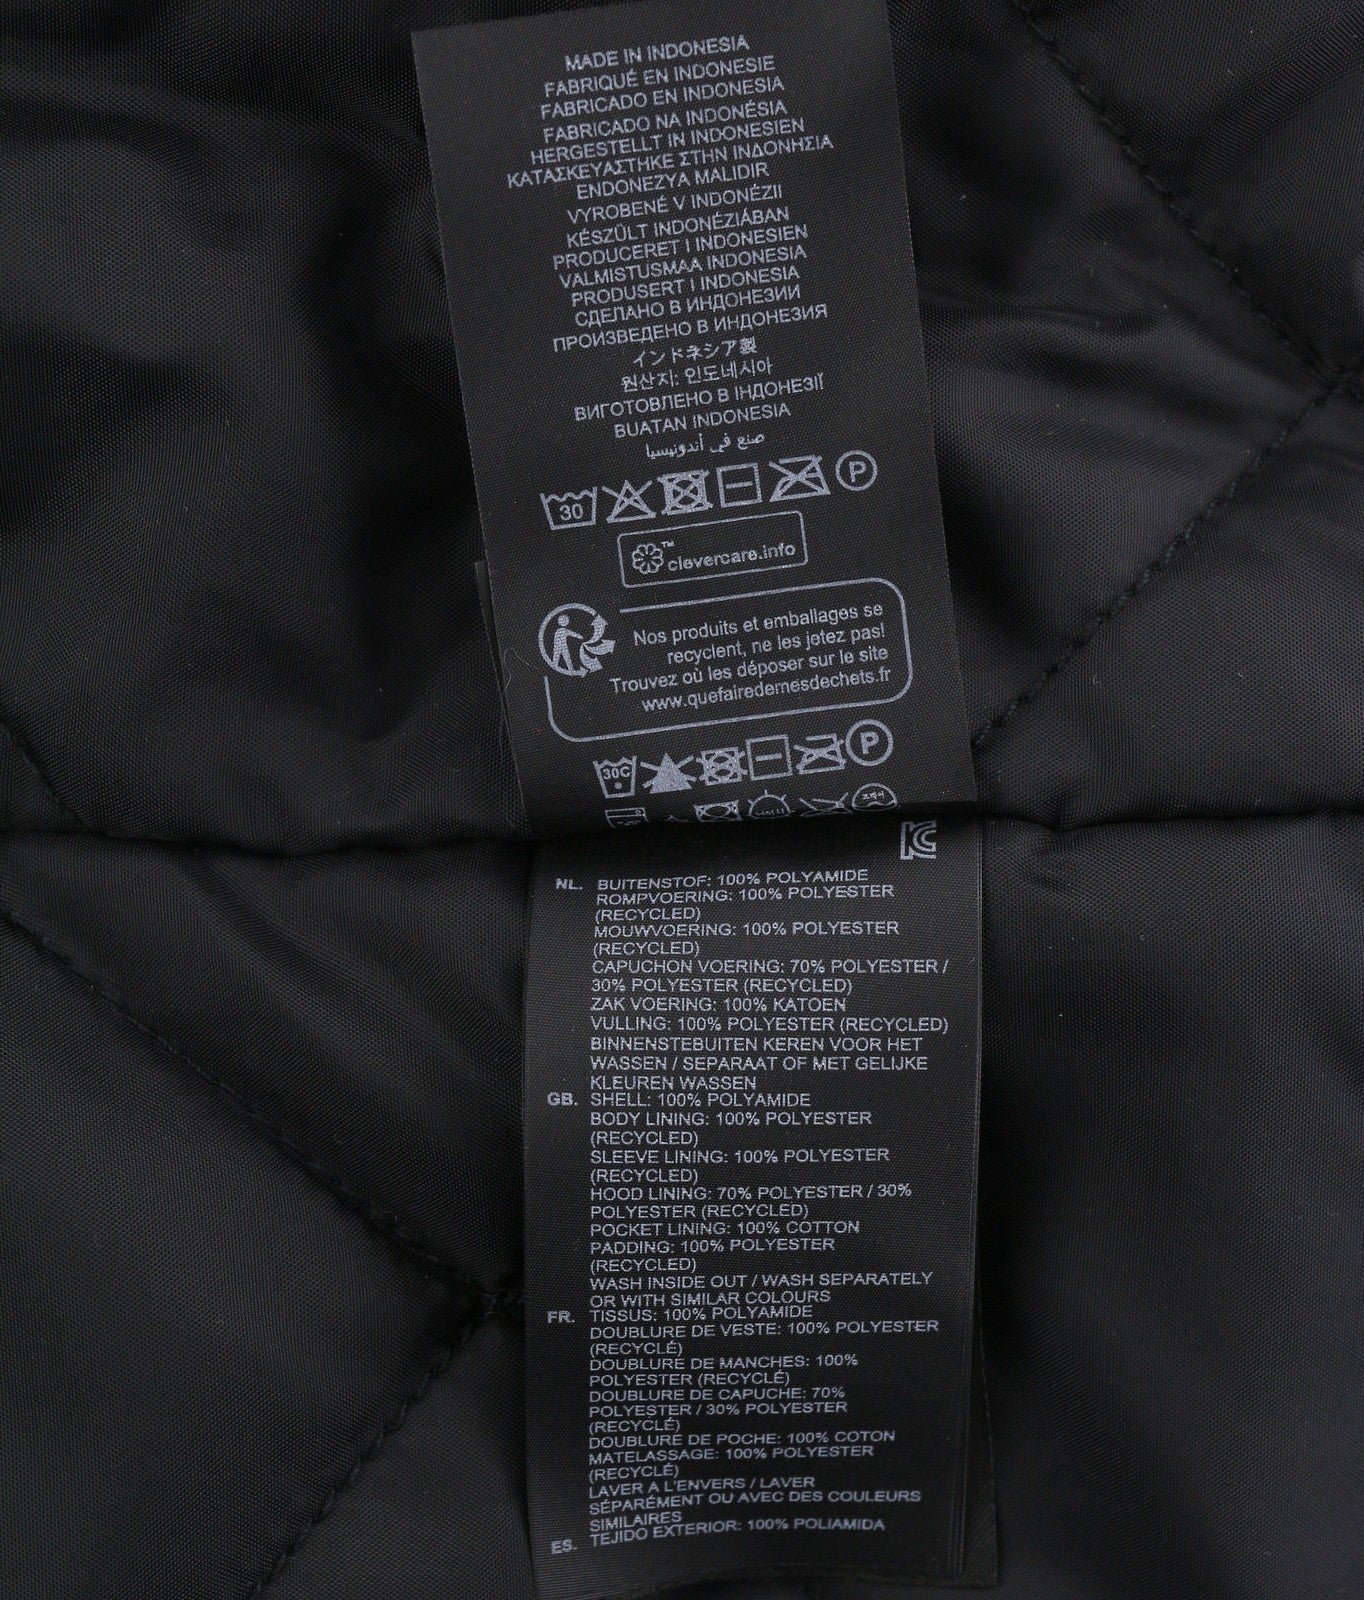 MADE IN INDONESIA
FABRIQUÉ EN INDONESIE
FABRICADO EN INDONESIA
FABRICADO NA INDONÉSIA
HERGESTELLT IN INDONESIEN
ΚΑΤΑΣΚΕΥΑΣΤΗΚΕ ΣΤΗΝ ΙΝΔΟΝΗΣΙΑ
ENDONEZYA MALIDIR
VYROBENÉ V INDONÉZII
KÉSZÜLT INDONÉZIÁBAN
PRODUCERET I INDONESIEN
VALMISTUSMAA INDONESIA
PRODUSERT I INDONESIA
СДЕЛАНО В ИНДОНЕЗИИ
ПРОИЗВЕДЕНО В ИНДОНЕЗИЯ
インドネシア製
원산지: 인도네시아
ВИГОТОВЛЕНО В ІНДОНЕЗІЇ
BUATAN INDONESIA
صنع في أندونيسيا
30 P
clevercare.info
Nos produits et emballages se
recyclent, ne les jetez pas!
Trouvez où les déposer sur le site
www.quefairedemesdechets.fr
30C P
NL. BUITENSTOF: 100% POLYAMIDE
ROMPVOERING: 100% POLYESTER
(RECYCLED)
MOUWVOERING: 100% POLYESTER
(RECYCLED)
CAPUCHON VOERING: 70% POLYESTER /
30% POLYESTER (RECYCLED)
ZAK VOERING: 100% KATOEN
VULLING: 100% POLYESTER (RECYCLED)
BINNENSTEBUITEN KEREN VOOR HET
WASSEN / SEPARAAT OF MET GELIJKE
KLEUREN WASSEN
GB. SHELL: 100% POLYAMIDE
BODY LINING: 100% POLYESTER
(RECYCLED)
SLEEVE LINING: 100% POLYESTER
(RECYCLED)
HOOD LINING: 70% POLYESTER / 30%
POLYESTER (RECYCLED)
POCKET LINING: 100% COTTON
PADDING: 100% POLYESTER
(RECYCLED)
WASH INSIDE OUT / WASH SEPARATELY
OR WITH SIMILAR COLOURS
FR. TISSUS: 100% POLYAMIDE
DOUBLURE DE VESTE: 100% POLYESTER
(RECYCLÉ)
DOUBLURE DE MANCHES: 100%
POLYESTER (RECYCLÉ)
DOUBLURE DE CAPUCHE: 70%
POLYESTER / 30% POLYESTER
(RECYCLÉ)
DOUBLURE DE POCHE: 100% COTON
MATELASSAGE: 100% POLYESTER
(RECYCLÉ)
LAVER A L'ENVERS / LAVER
SÉPARÉMENT OU AVEC DES COULEURS
SIMILAIRES
ES. TEJIDO EXTERIOR: 100% POLIAMIDA